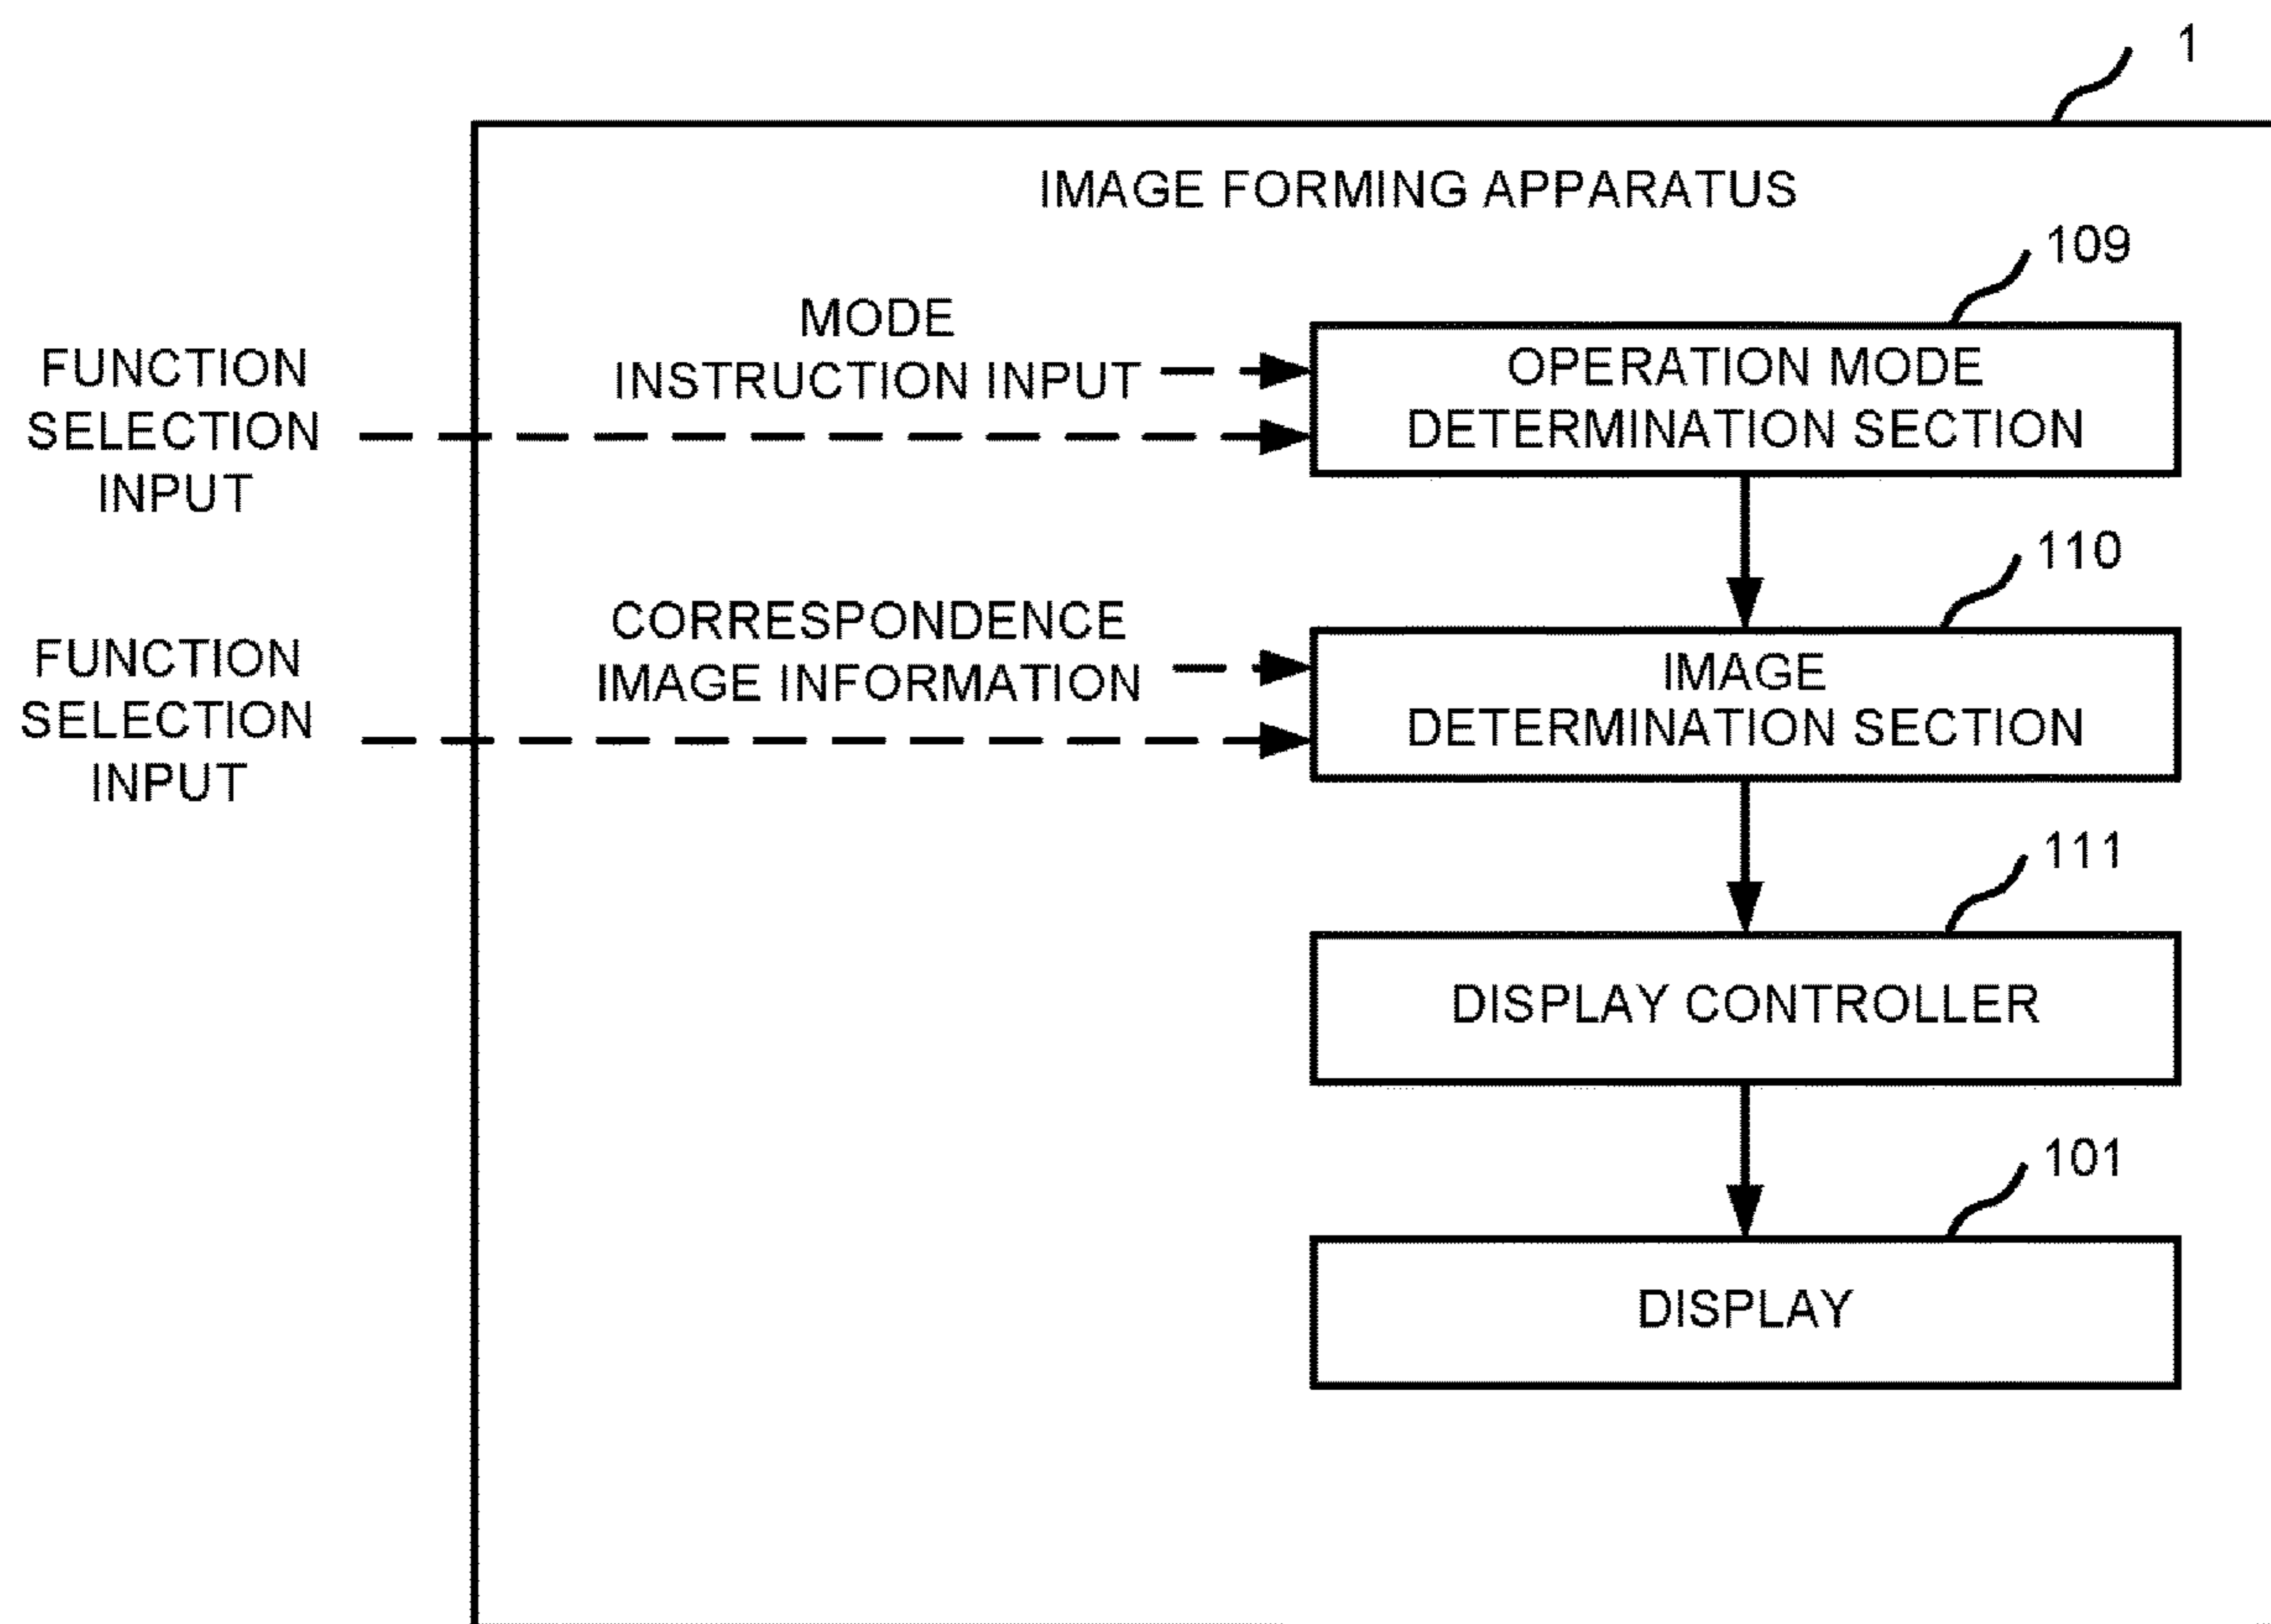 1
IMAGE FORMING APPARATUS
109
MODE
INSTRUCTION INPUT
FUNCTION
SELECTION
INPUT
OPERATION MODE
DETERMINATION SECTION
110
CORRESPONDENCE
IMAGE INFORMATION
FUNCTION
SELECTION
INPUT
IMAGE
DETERMINATION SECTION
111
DISPLAY CONTROLLER
101
DISPLAY